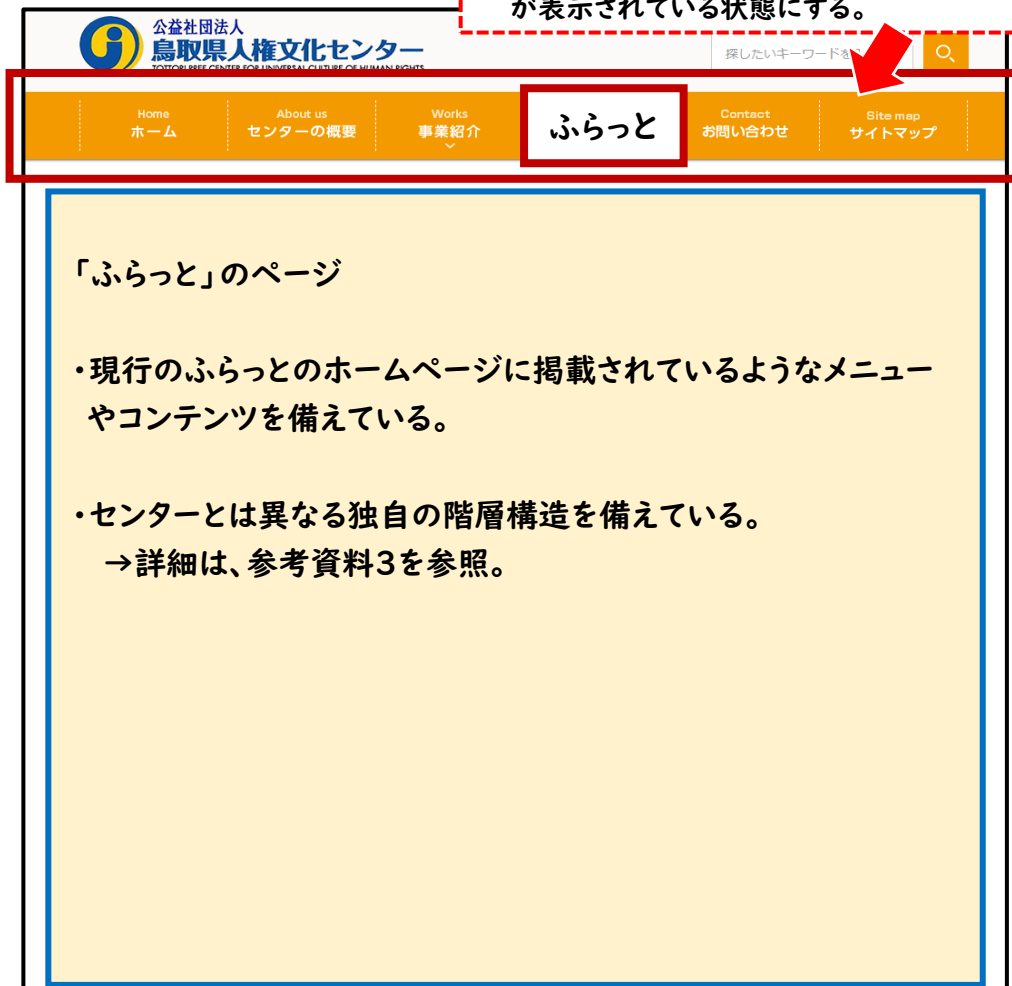 が表示されている状態にする。
公益社団法人
鳥取県人権文化センター
探したいキーワードを
Home
ホーム
About us
センターの概要
Works
事業紹介
ふらっと
Contact
お問い合わせ
Site map
サイトマップ
「ふらっと」のページ
・現行のふらっとのホームページに掲載されているようなメニュー
やコンテンツを備えている。
・センターとは異なる独自の階層構造を備えている。
→詳細は、参考資料3を参照。